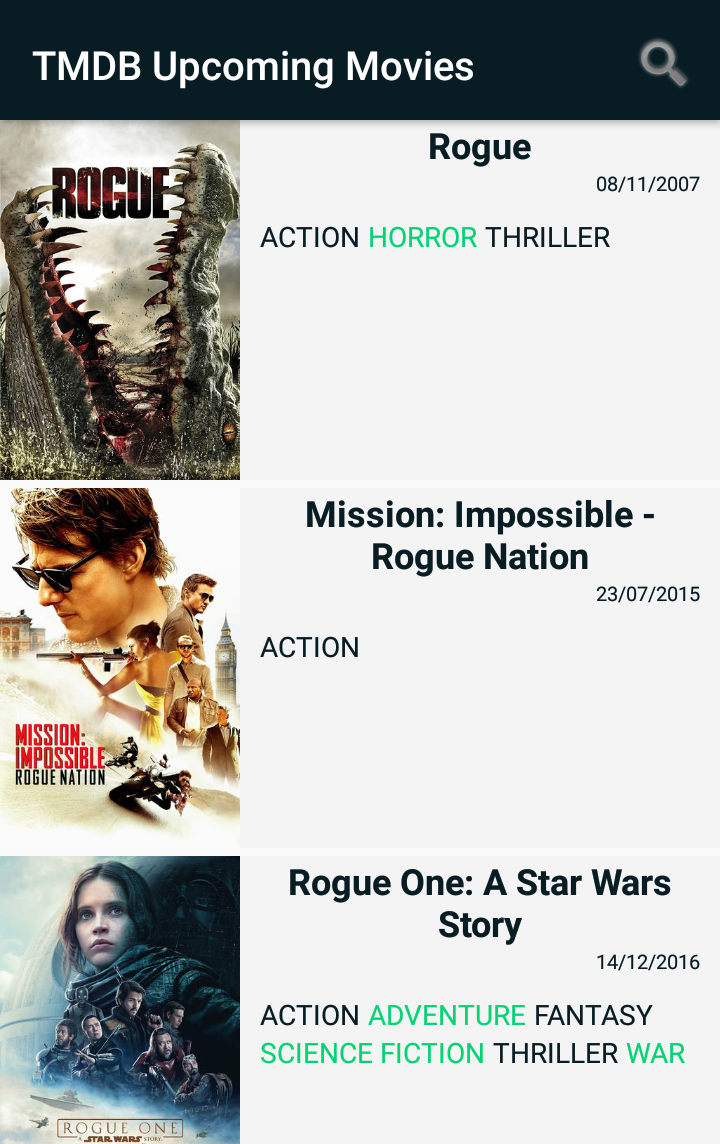 TMDB Upcoming Movies
ROGUE
Rogue
08/11/2007
ACTION HORROR THRILLER
MISSION:
IMPOSSIBLE
ROGUE NATION
Mission: Impossible -
Rogue Nation
23/07/2015
ACTION
ROGUE ONE
A STAR WARS STORY
Rogue One: A Star Wars
Story
14/12/2016
ACTION ADVENTURE FANTASY
SCIENCE FICTION THRILLER WAR